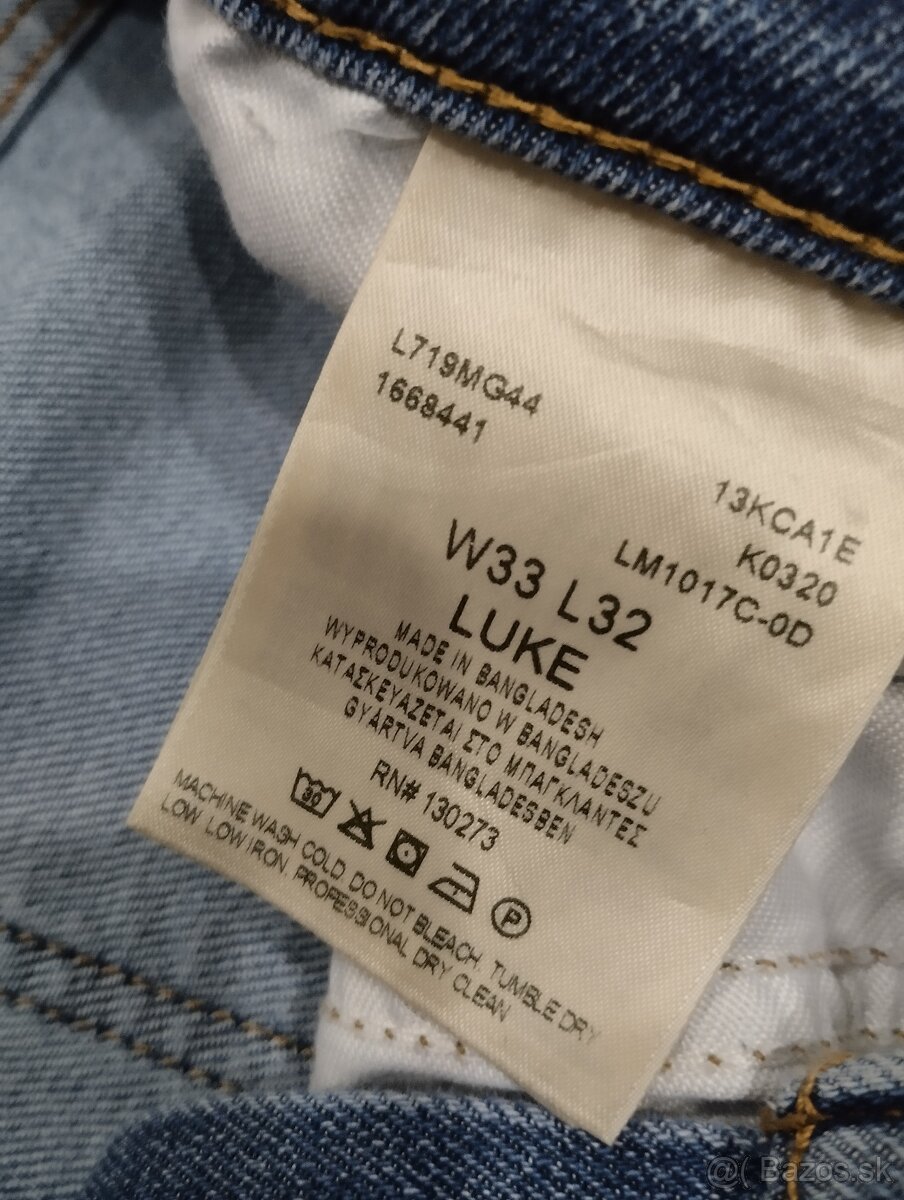 L719MG44
1668441
13KCA1E
K0320
LM1017C-0D
W33 L32
LUKE
MADE IN BANGLADESH
WYPRODUKOWANO W BANGLADESZU
ΚΑΤΑΣΚΕΥΑΖΕΤΑΙ ΣΤΟ ΜΠΑΓΚΛΑΝΤΕΣ
GYÁRTVA BANGLADESBEN
RN# 130273
30
P
MACHINE WASH COLD. DO NOT BLEACH. TUMBLE DRY
LOW. LOW IRON. PROFESSIONAL DRY CLEAN
@( Bazos.sk